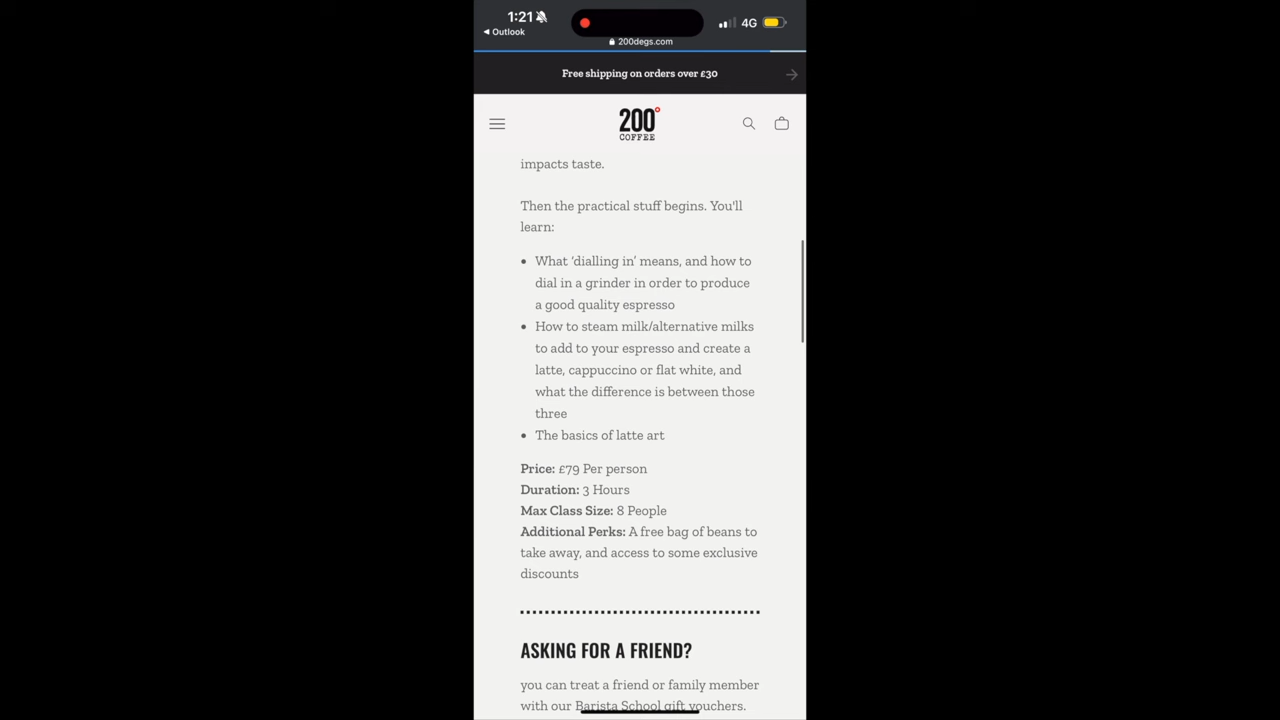 1:21
4G
◀ Outlook
200degs.com
Free shipping on orders over £30
200°
COFFEE
impacts taste.
Then the practical stuff begins. You'll
learn:
• What ‘dialling in’ means, and how to
dial in a grinder in order to produce
a good quality espresso
• How to steam milk/alternative milks
to add to your espresso and create a
latte, cappuccino or flat white, and
what the difference is between those
three
• The basics of latte art
Price: £79 Per person
Duration: 3 Hours
Max Class Size: 8 People
Additional Perks: A free bag of beans to
take away, and access to some exclusive
discounts
ASKING FOR A FRIEND?
you can treat a friend or family member
with our Barista School gift vouchers.